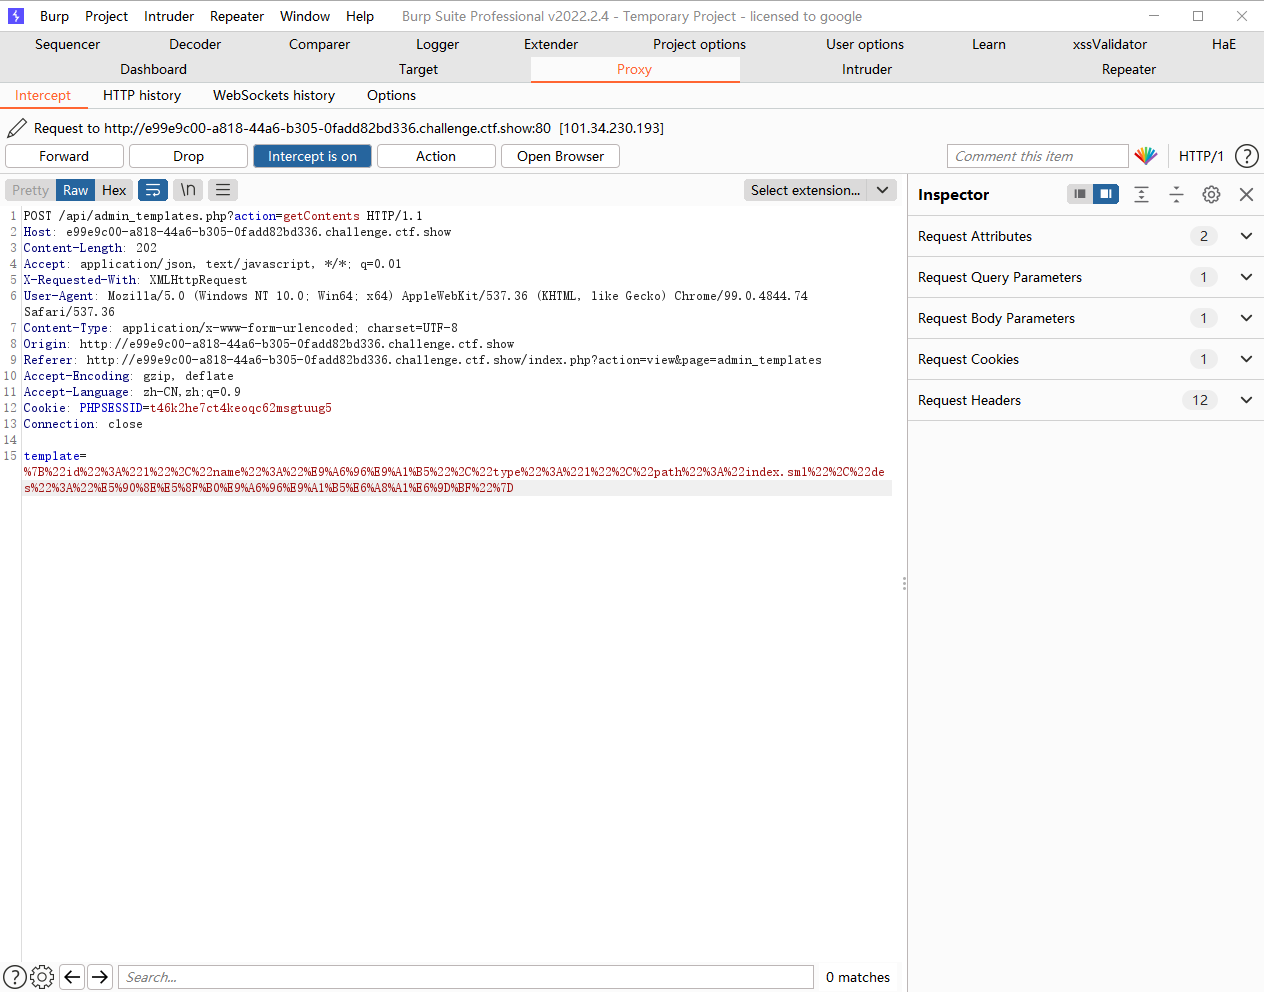 Burp Project Intruder Repeater Window Help Burp Suite Professional v2022.2.4 - Temporary Project - licensed to google
Sequencer Decoder Comparer Logger Extender Project options User options Learn xssValidator HaE
Dashboard Target Proxy Intruder Repeater
Intercept HTTP history WebSockets history Options
Request to http://e99e9c00-a818-44a6-b305-0fadd82bd336.challenge.ctf.show:80 [101.34.230.193]
Forward Drop Intercept is on Action Open Browser Comment this item HTTP/1 ?
Pretty Raw Hex \n Select extension... Inspector
1 POST /api/admin_templates.php?action=getContents HTTP/1.1
2 Host: e99e9c00-a818-44a6-b305-0fadd82bd336.challenge.ctf.show
3 Content-Length: 202
4 Accept: application/json, text/javascript, */*; q=0.01
5 X-Requested-With: XMLHttpRequest
6 User-Agent: Mozilla/5.0 (Windows NT 10.0; Win64; x64) AppleWebKit/537.36 (KHTML, like Gecko) Chrome/99.0.4844.74
Safari/537.36
7 Content-Type: application/x-www-form-urlencoded; charset=UTF-8
8 Origin: http://e99e9c00-a818-44a6-b305-0fadd82bd336.challenge.ctf.show
9 Referer: http://e99e9c00-a818-44a6-b305-0fadd82bd336.challenge.ctf.show/index.php?action=view&page=admin_templates
10 Accept-Encoding: gzip, deflate
11 Accept-Language: zh-CN,zh;q=0.9
12 Cookie: PHPSESSID=t46k2he7ct4keoqc62msgtuug5
13 Connection: close
14
15 template=
%7B%22id%22%3A%221%22%2C%22name%22%3A%22%E9%A6%96%E9%A1%B5%22%2C%22type%22%3A%221%22%2C%22path%22%3A%22index.sml%22%2C%22de
s%22%3A%22%E5%90%8E%E5%8F%B0%E9%A6%96%E9%A1%B5%E6%A8%A1%E6%9D%BF%22%7D
Request Attributes 2
Request Query Parameters 1
Request Body Parameters 1
Request Cookies 1
Request Headers 12
? Search... 0 matches